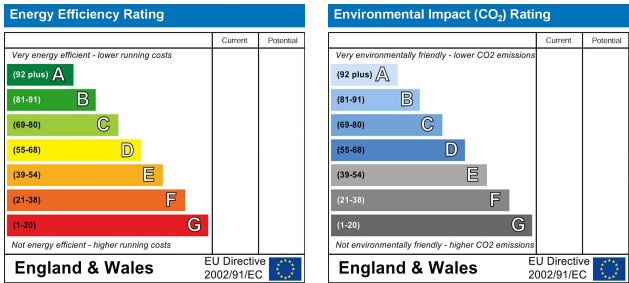 Energy Efficiency Rating
Current Potential
Very energy efficient - lower running costs
(92 plus) A
(81-91) B
(69-80) C
(55-68) D
(39-54) E
(21-38) F
(1-20) G
Not energy efficient - higher running costs
England & Wales
EU Directive
2002/91/EC
Environmental Impact (CO₂) Rating
Current Potential
Very environmentally friendly - lower CO2 emissions
(92 plus) A
(81-91) B
(69-80) C
(55-68) D
(39-54) E
(21-38) F
(1-20) G
Not environmentally friendly - higher CO2 emissions
England & Wales
EU Directive
2002/91/EC